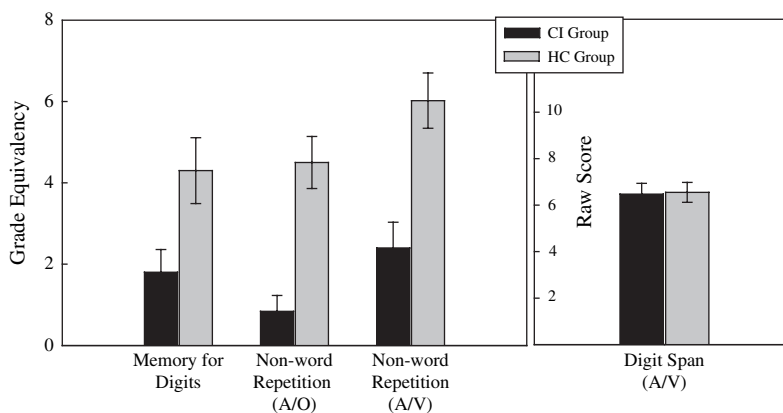 CI Group
HC Group
Grade Equivalency
8
6
4
2
0
Memory for
Digits
Non-word
Repetition
(A/O)
Non-word
Repetition
(A/V)
Raw Score
10
8
6
4
2
Digit Span
(A/V)